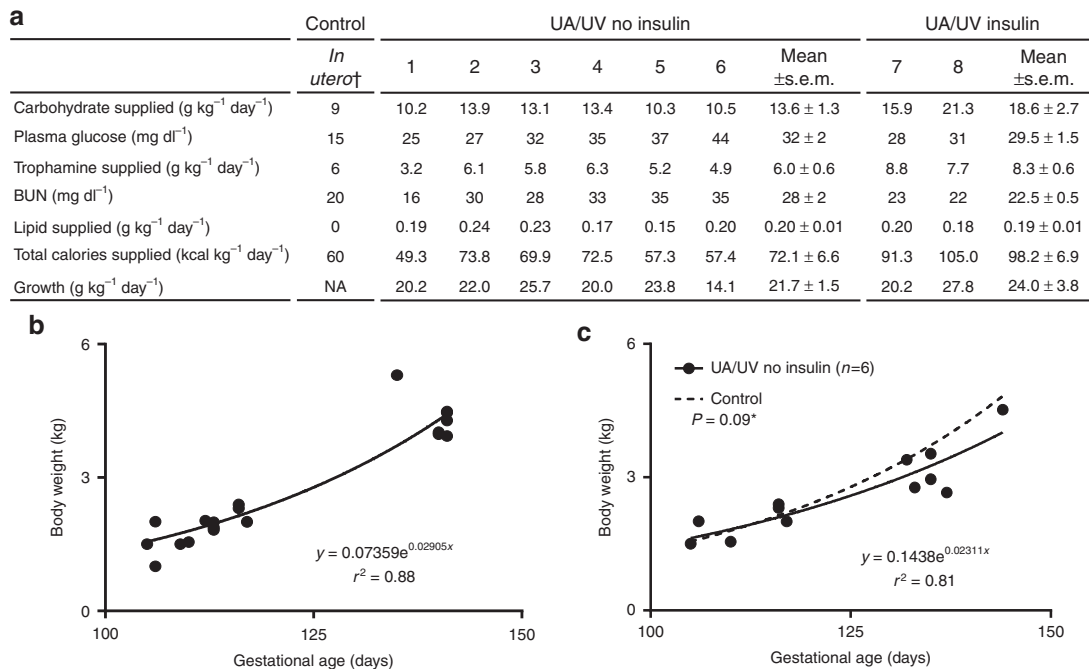 a
Control UA/UV no insulin UA/UV insulin
In utero† 1 2 3 4 5 6 Mean ±s.e.m. 7 8 Mean ±s.e.m.
Carbohydrate supplied (g kg⁻¹ day⁻¹) 9 10.2 13.9 13.1 13.4 10.3 10.5 13.6 ± 1.3 15.9 21.3 18.6 ± 2.7
Plasma glucose (mg dl⁻¹) 15 25 27 32 35 37 44 32 ± 2 28 31 29.5 ± 1.5
Trophamine supplied (g kg⁻¹ day⁻¹) 6 3.2 6.1 5.8 6.3 5.2 4.9 6.0 ± 0.6 8.8 7.7 8.3 ± 0.6
BUN (mg dl⁻¹) 20 16 30 28 33 35 35 28 ± 2 23 22 22.5 ± 0.5
Lipid supplied (g kg⁻¹ day⁻¹) 0 0.19 0.24 0.23 0.17 0.15 0.20 0.20 ± 0.01 0.20 0.18 0.19 ± 0.01
Total calories supplied (kcal kg⁻¹ day⁻¹) 60 49.3 73.8 69.9 72.5 57.3 57.4 72.1 ± 6.6 91.3 105.0 98.2 ± 6.9
Growth (g kg⁻¹ day⁻¹) NA 20.2 22.0 25.7 20.0 23.8 14.1 21.7 ± 1.5 20.2 27.8 24.0 ± 3.8
b
6
3
0
Body weight (kg)
y = 0.07359e^0.02905x
r² = 0.88
100 125 150
Gestational age (days)
c
6
3
0
Body weight (kg)
UA/UV no insulin (n=6)
Control
P = 0.09*
y = 0.1438e^0.02311x
r² = 0.81
100 125 150
Gestational age (days)